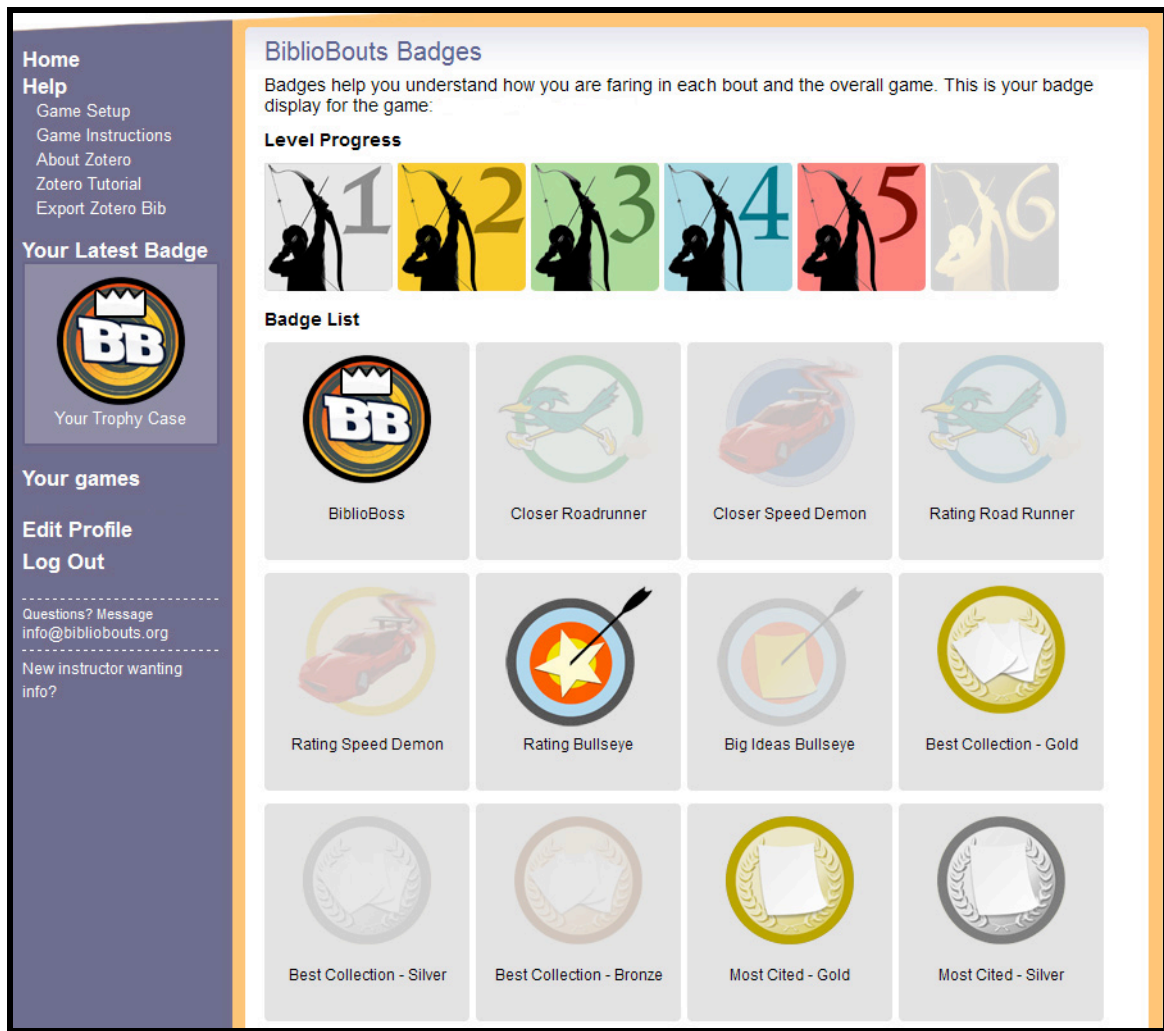 Home
Help
Game Setup
Game Instructions
About Zotero
Zotero Tutorial
Export Zotero Bib
Your Latest Badge
BB
Your Trophy Case
Your games
Edit Profile
Log Out
Questions? Message
info@bibliobouts.org
New instructor wanting
info?
BiblioBouts Badges
Badges help you understand how you are faring in each bout and the overall game. This is your badge
display for the game:
Level Progress
1 2 3 4 5 6
Badge List
BB
BiblioBoss
Closer Roadrunner
Closer Speed Demon
Rating Road Runner
Rating Speed Demon
Rating Bullseye
Big Ideas Bullseye
Best Collection - Gold
Best Collection - Silver
Best Collection - Bronze
Most Cited - Gold
Most Cited - Silver